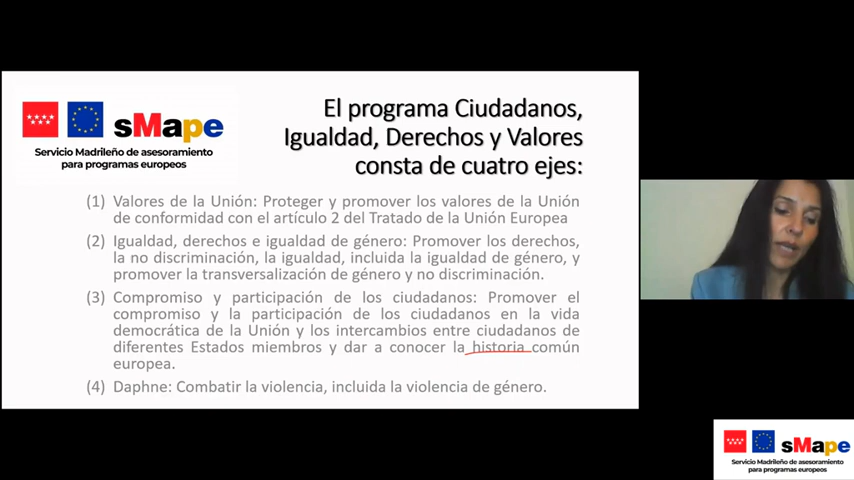 sMape
Servicio Madrileño de asesoramiento
para programas europeos
El programa Ciudadanos,
Igualdad, Derechos y Valores
consta de cuatro ejes:
(1) Valores de la Unión: Proteger y promover los valores de la Unión
de conformidad con el artículo 2 del Tratado de la Unión Europea
(2) Igualdad, derechos e igualdad de género: Promover los derechos,
la no discriminación, la igualdad, incluida la igualdad de género, y
promover la transversalización de género y no discriminación.
(3) Compromiso y participación de los ciudadanos: Promover el
compromiso y la participación de los ciudadanos en la vida
democrática de la Unión y los intercambios entre ciudadanos de
diferentes Estados miembros y dar a conocer la historia común
europea.
(4) Daphne: Combatir la violencia, incluida la violencia de género.
sMape
Servicio Madrileño de asesoramiento
para programas europeos